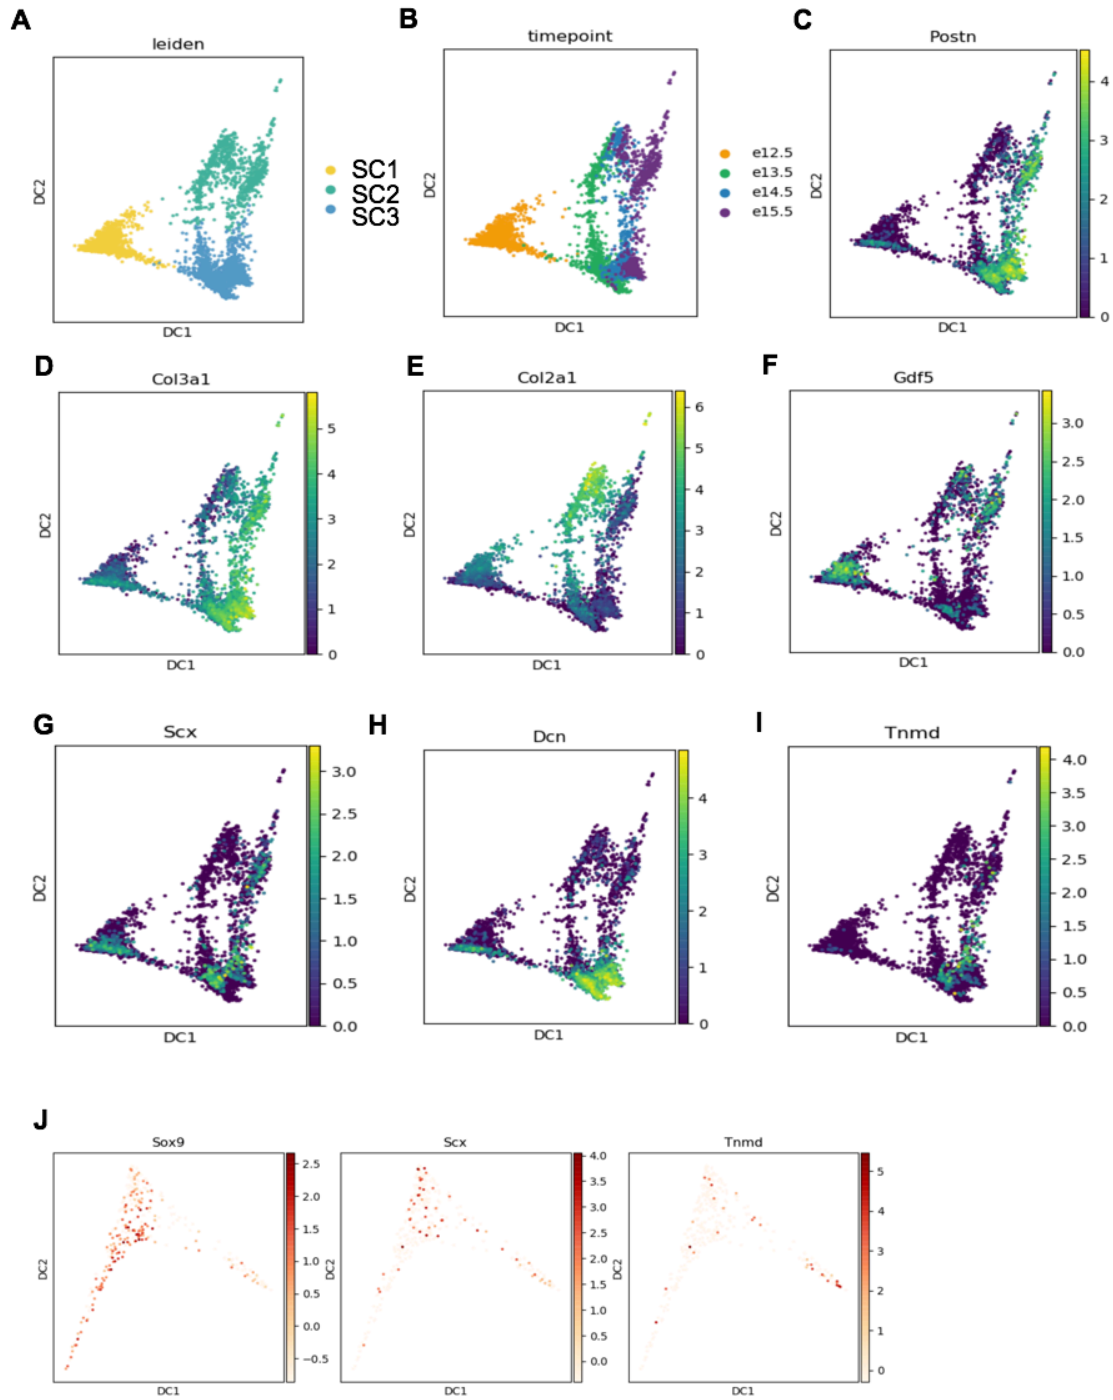 A
leiden
DC2
DC1
SC1
SC2
SC3
B
timepoint
DC2
DC1
e12.5
e13.5
e14.5
e15.5
C
Postn
DC2
DC1
4
3
2
1
0
D
Col3a1
DC2
DC1
5
4
3
2
1
0
E
Col2a1
DC2
DC1
6
5
4
3
2
1
0
F
Gdf5
DC2
DC1
3.0
2.5
2.0
1.5
1.0
0.5
0.0
G
Scx
DC2
DC1
3.0
2.5
2.0
1.5
1.0
0.5
0.0
H
Dcn
DC2
DC1
4
3
2
1
0
I
Tnmd
DC2
DC1
4.0
3.5
3.0
2.5
2.0
1.5
1.0
0.5
0.0
J
Sox9
DC2
DC1
2.5
2.0
1.5
1.0
0.5
0.0
−0.5
Scx
DC2
DC1
4.0
3.5
3.0
2.5
2.0
1.5
1.0
0.5
0.0
Tnmd
DC2
DC1
5
4
3
2
1
0